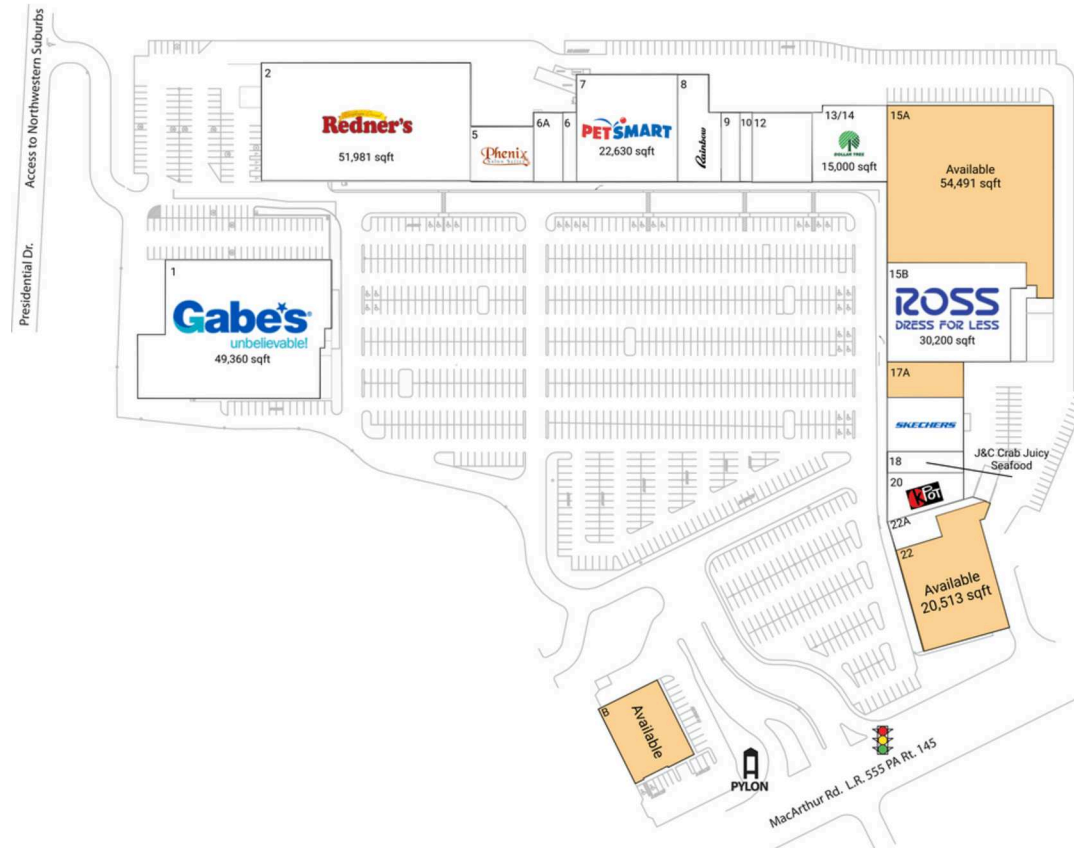 Access to Northwestern Suburbs
Presidential Dr.
2
Redner's
51,981 sqft
5
Phenix
6A
6
7
PETSMART
22,630 sqft
8
Rainbow
9
10
12
13/14
DOLLAR TREE
15,000 sqft
15A
Available
54,491 sqft
1
Gabe's
unbelievable!
49,360 sqft
15B
ROSS
DRESS FOR LESS
30,200 sqft
17A
SKECHERS
18
J&C Crab Juicy
Seafood
20
KPOT
22A
22
Available
20,513 sqft
B
Available
PYLON
MacArthur Rd. L.R. 555 PA Rt. 145